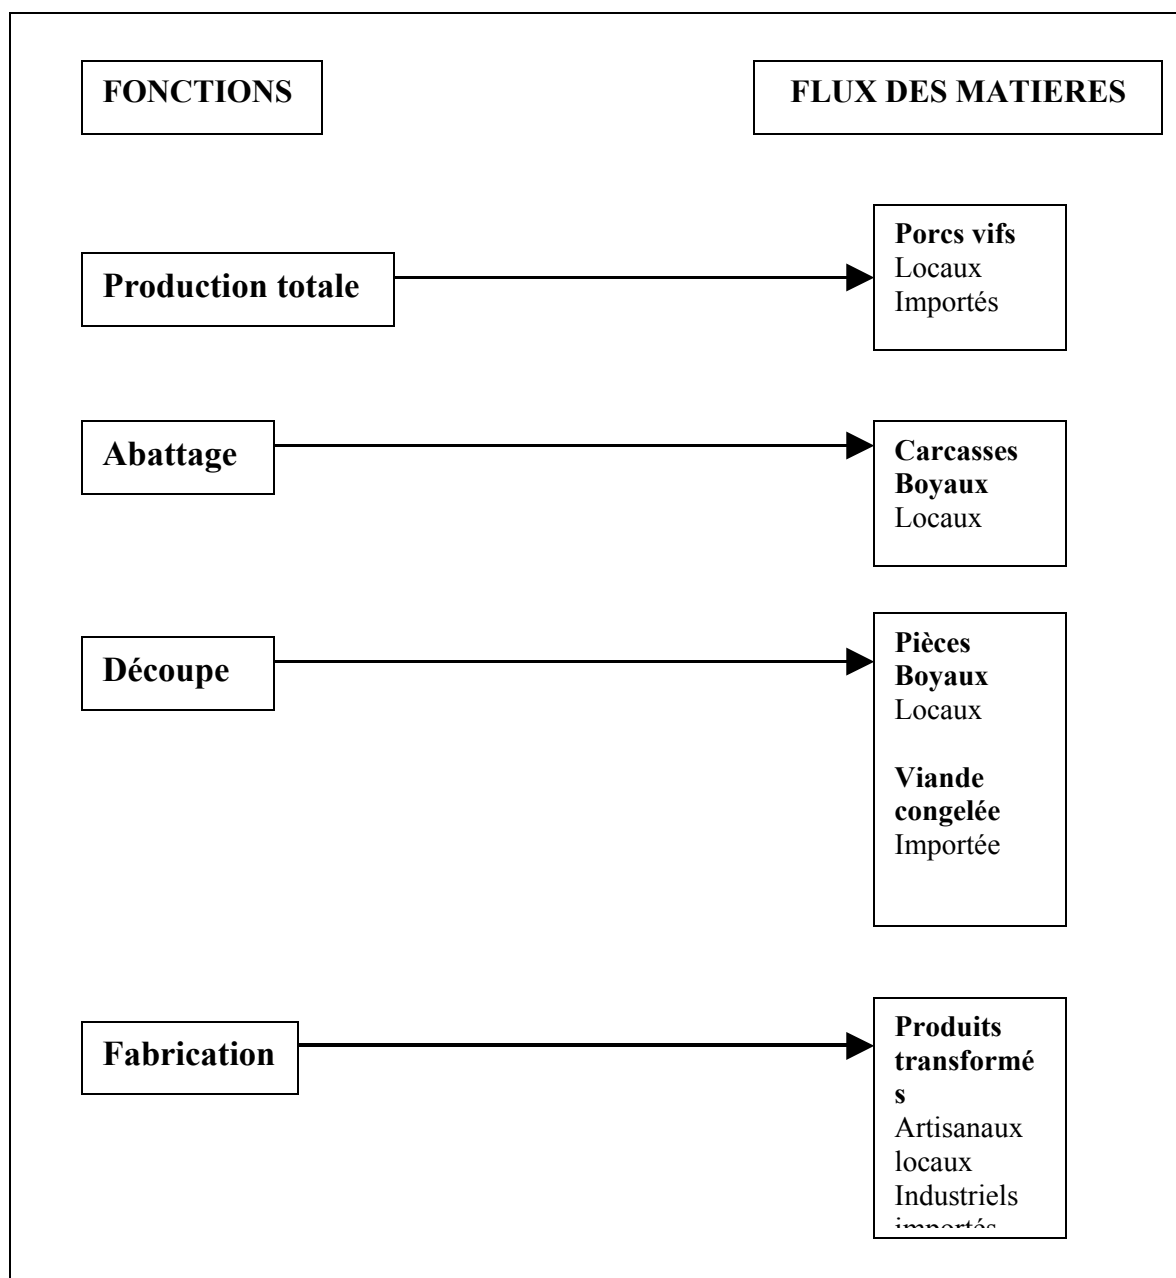 FONCTIONS
FLUX DES MATIERES
Production totale
Porcs vifs
Locaux
Importés
Abattage
Carcasses
Boyaux
Locaux
Découpe
Pièces
Boyaux
Locaux
Viande
congelée
Importée
Fabrication
Produits
transformé
s
Artisanaux
locaux
Industriels
importés